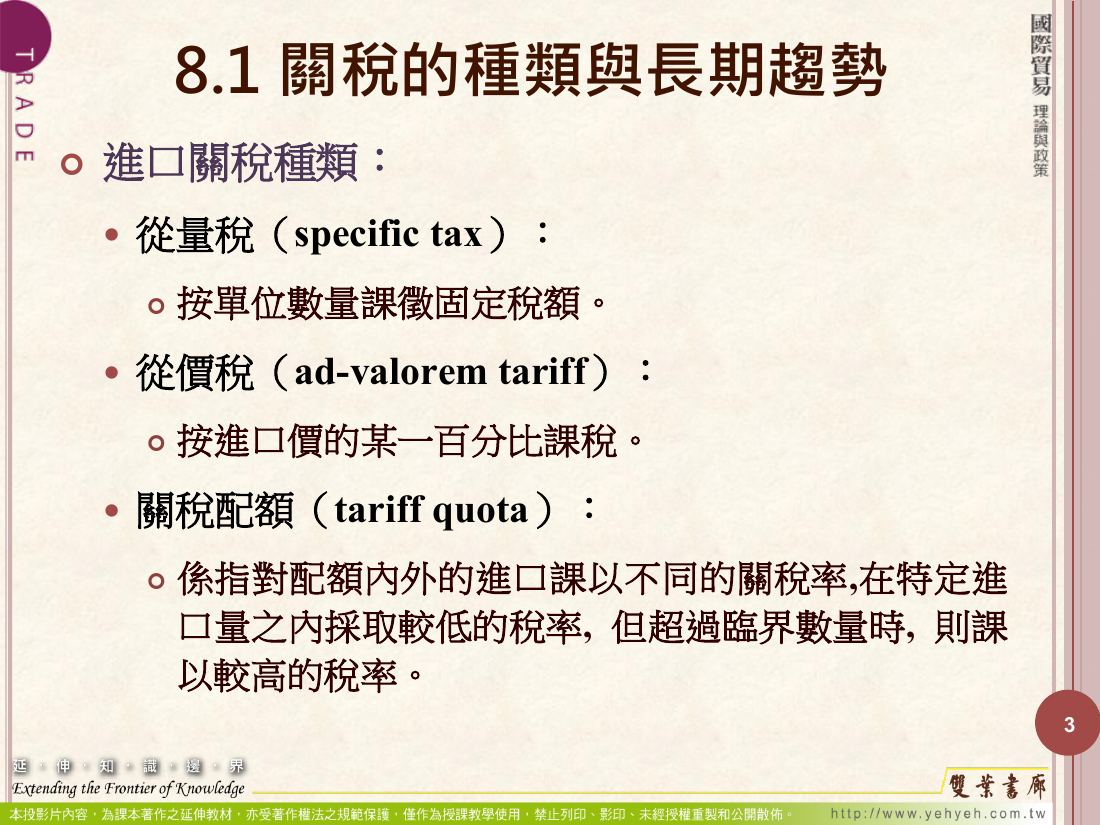 8.1 關稅的種類與長期趨勢
TRADE
國際貿易 理論與政策
進口關稅種類：
從量稅（specific tax）：
按單位數量課徵固定稅額。
從價稅（ad-valorem tariff）：
按進口價的某一百分比課稅。
關稅配額（tariff quota）：
係指對配額內外的進口課以不同的關稅率,在特定進
口量之內採取較低的稅率, 但超過臨界數量時, 則課
以較高的稅率。
3
延。伸。知。識。邊。界
Extending the Frontier of Knowledge
雙葉書廊
本投影片內容，為課本著作之延伸教材，亦受著作權法之規範保護，僅作為授課教學使用，禁止列印、影印、未經授權重製和公開散佈。
http://www.yehyeh.com.tw